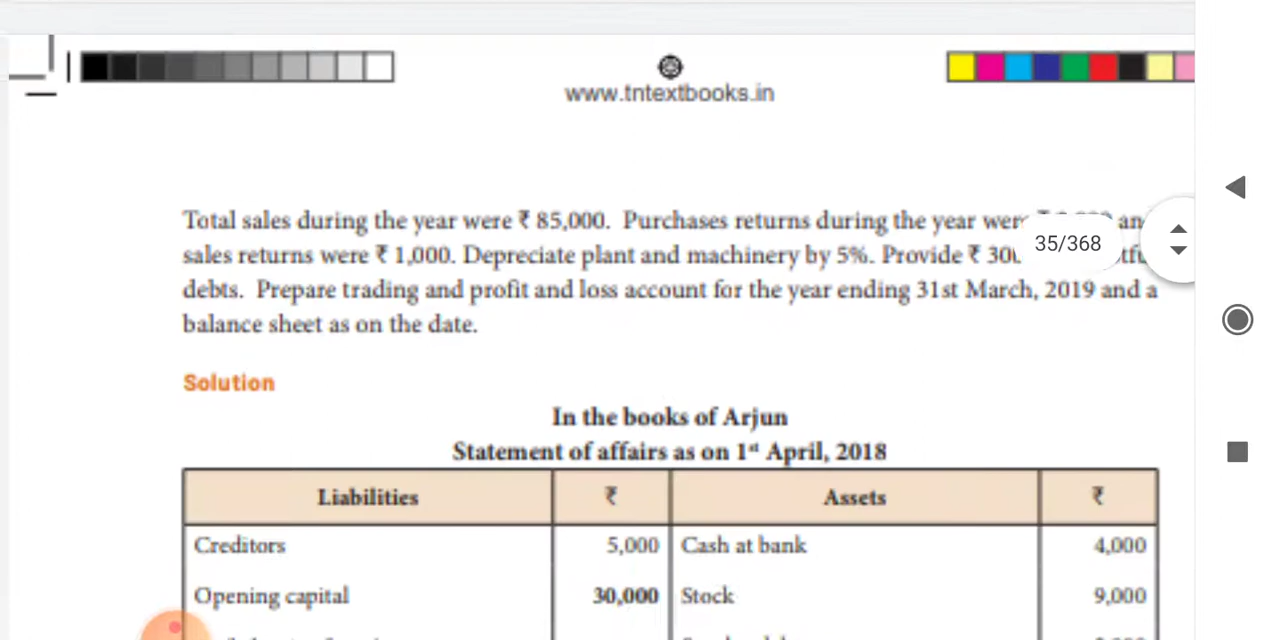 www.tntextbooks.in
Total sales during the year were ₹ 85,000. Purchases returns during the year were
35/368
sales returns were ₹ 1,000. Depreciate plant and machinery by 5%. Provide ₹
debts. Prepare trading and profit and loss account for the year ending 31st March, 2019 and a
balance sheet as on the date.
Solution
In the books of Arjun
Statement of affairs as on 1st April, 2018
Liabilities ₹ Assets ₹
Creditors 5,000 Cash at bank 4,000
Opening capital 30,000 Stock 9,000